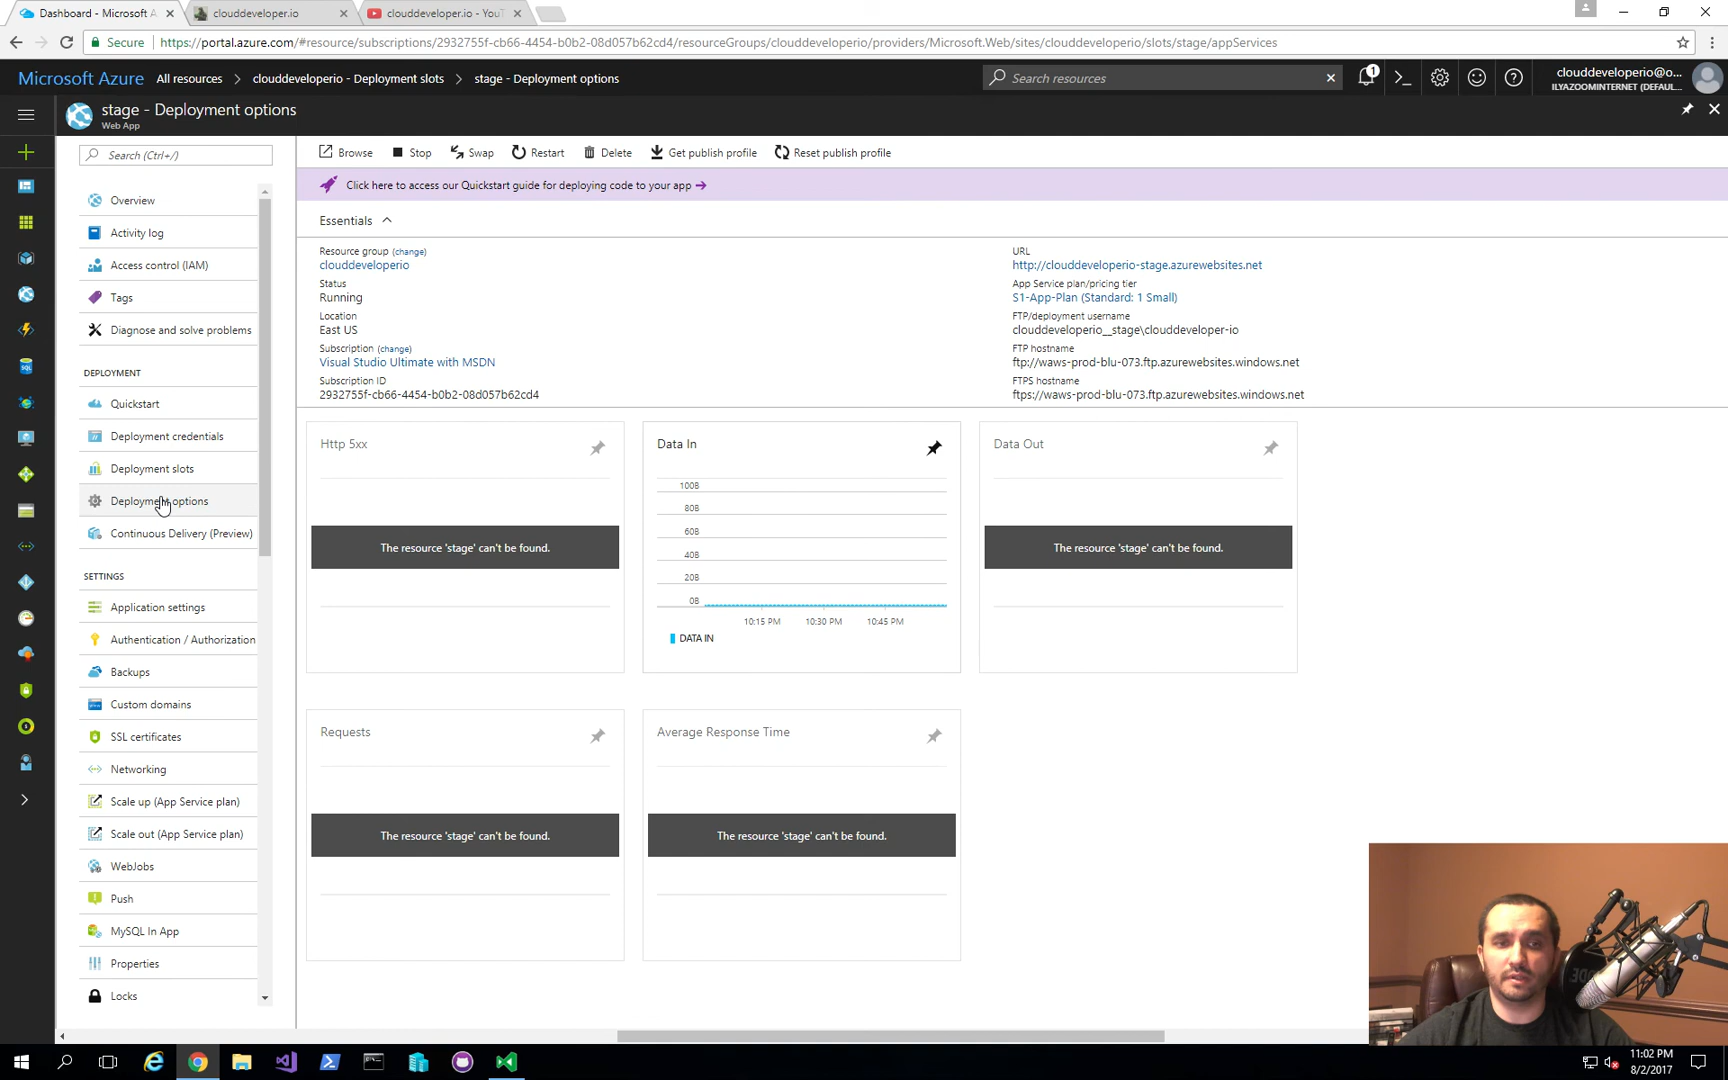 Dashboard - Microsoft A
clouddeveloper.io
clouddeveloper.io - YouT
Secure
https://portal.azure.com/#resource/subscriptions/2932755f-cb66-4454-b0b2-08d057b62cd4/resourceGroups/clouddeveloperio/providers/Microsoft.Web/sites/clouddeveloperio/slots/stage/appServices
Microsoft Azure
All resources > clouddeveloperio - Deployment slots > stage - Deployment options
Search resources
1
clouddeveloperio@o...
ILYAZOOMINTERNET (DEFAUL...
stage - Deployment options
Web App
Search (Ctrl+/)
Overview
Activity log
Access control (IAM)
Tags
Diagnose and solve problems
DEPLOYMENT
Quickstart
Deployment credentials
Deployment slots
Deployment options
Continuous Delivery (Preview)
SETTINGS
Application settings
Authentication / Authorization
Backups
Custom domains
SSL certificates
Networking
Scale up (App Service plan)
Scale out (App Service plan)
WebJobs
Push
MySQL In App
Properties
Locks
Browse
Stop
Swap
Restart
Delete
Get publish profile
Reset publish profile
Click here to access our Quickstart guide for deploying code to your app →
Essentials
Resource group (change)
clouddeveloperio
Status
Running
Location
East US
Subscription (change)
Visual Studio Ultimate with MSDN
Subscription ID
2932755f-cb66-4454-b0b2-08d057b62cd4
URL
http://clouddeveloperio-stage.azurewebsites.net
App Service plan/pricing tier
S1-App-Plan (Standard: 1 Small)
FTP/deployment username
clouddeveloperio__stage\clouddeveloper-io
FTP hostname
ftp://waws-prod-blu-073.ftp.azurewebsites.windows.net
FTPS hostname
ftps://waws-prod-blu-073.ftp.azurewebsites.windows.net
Http 5xx
The resource 'stage' can't be found.
Data In
100B
80B
60B
40B
20B
0B
10:15 PM 10:30 PM 10:45 PM
DATA IN
Data Out
The resource 'stage' can't be found.
Requests
The resource 'stage' can't be found.
Average Response Time
The resource 'stage' can't be found.
11:02 PM
8/2/2017